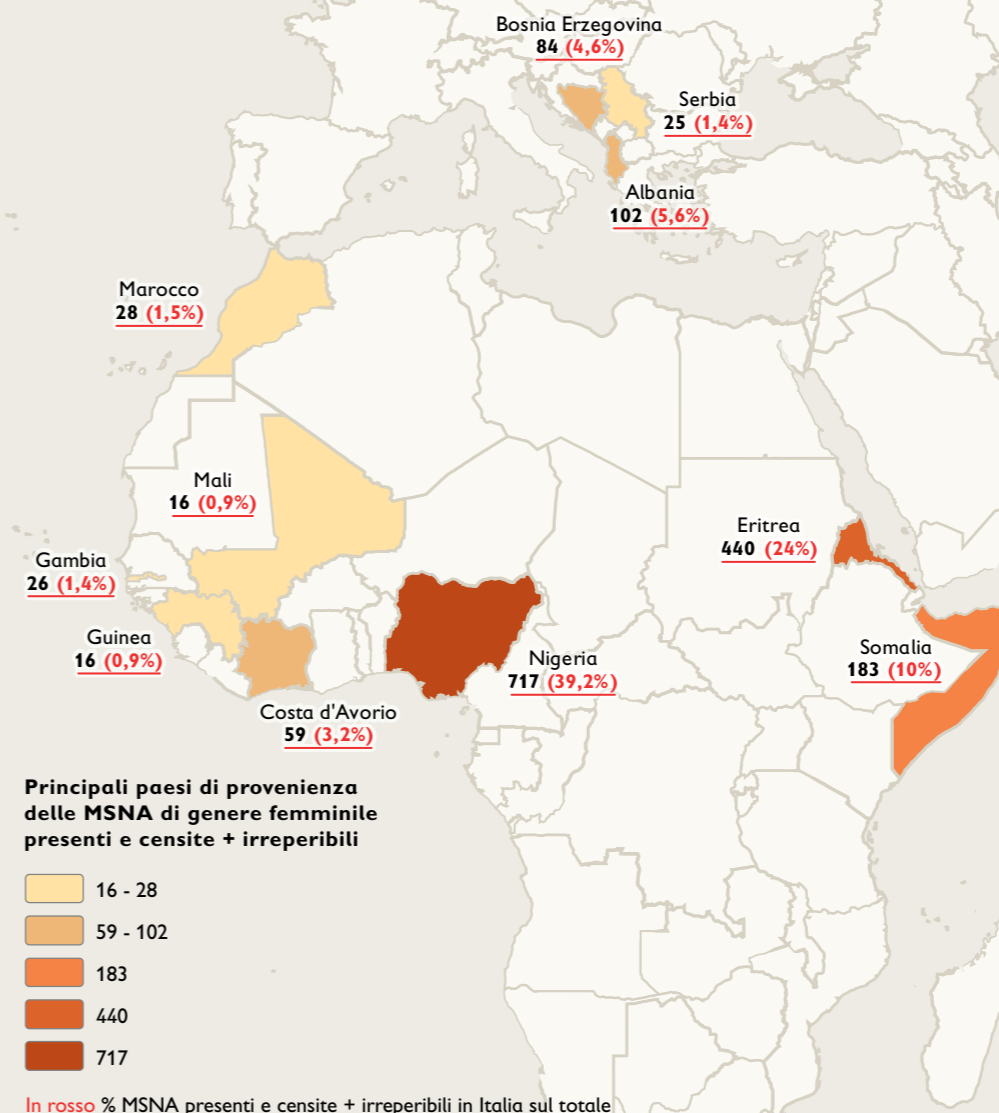 Bosnia Erzegovina
84 (4,6%)
Serbia
25 (1,4%)
Albania
102 (5,6%)
Marocco
28 (1,5%)
Mali
16 (0,9%)
Eritrea
440 (24%)
Gambia
26 (1,4%)
Guinea
16 (0,9%)
Nigeria
717 (39,2%)
Somalia
183 (10%)
Costa d'Avorio
59 (3,2%)
Principali paesi di provenienza
delle MSNA di genere femminile
presenti e censite + irreperibili
16 - 28
59 - 102
183
440
717
In rosso % MSNA presenti e censite + irreperibili in Italia sul totale